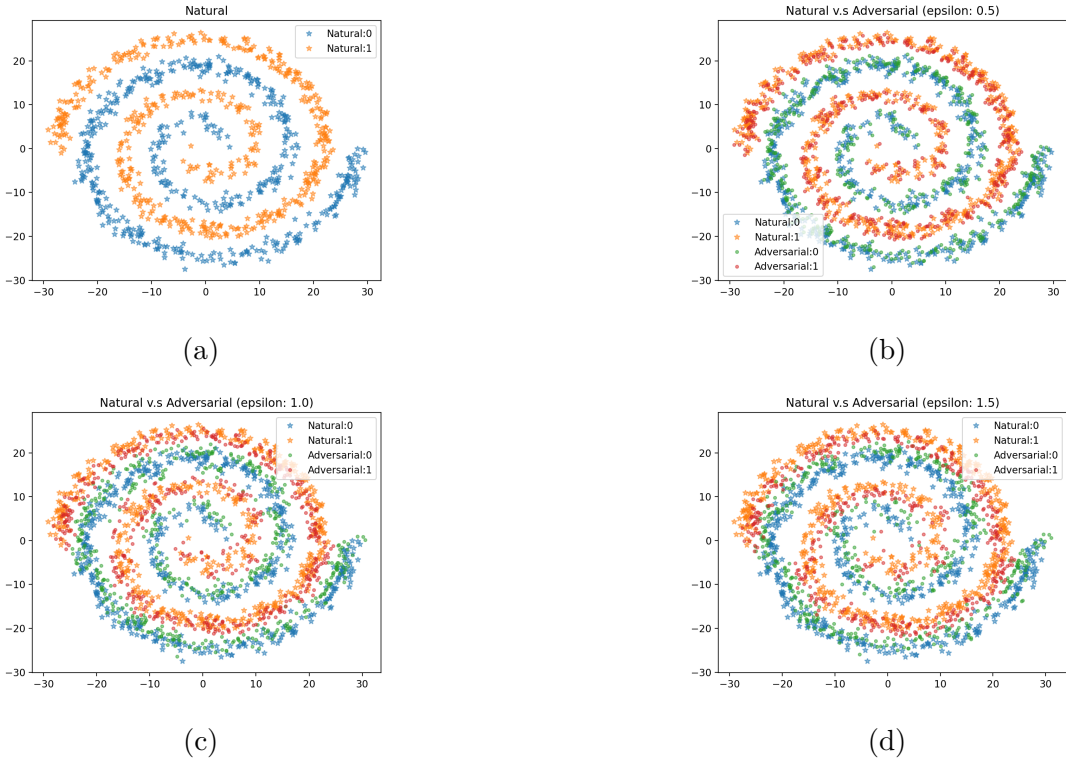 Natural
Natural:0
Natural:1
20
10
0
−10
−20
−30
−30 −20 −10 0 10 20 30
(a)
Natural v.s Adversarial (epsilon: 0.5)
20
10
0
−10
−20
−30
Natural:0
Natural:1
Adversarial:0
Adversarial:1
−30 −20 −10 0 10 20 30
(b)
Natural v.s Adversarial (epsilon: 1.0)
Natural:0
Natural:1
Adversarial:0
Adversarial:1
20
10
0
−10
−20
−30
−30 −20 −10 0 10 20 30
(c)
Natural v.s Adversarial (epsilon: 1.5)
Natural:0
Natural:1
Adversarial:0
Adversarial:1
20
10
0
−10
−20
−30
−30 −20 −10 0 10 20 30
(d)